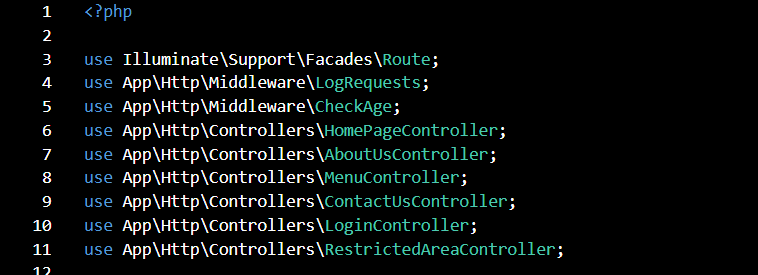 1 <?php
2
3 use Illuminate\Support\Facades\Route;
4 use App\Http\Middleware\LogRequests;
5 use App\Http\Middleware\CheckAge;
6 use App\Http\Controllers\HomePageController;
7 use App\Http\Controllers\AboutUsController;
8 use App\Http\Controllers\MenuController;
9 use App\Http\Controllers\ContactUsController;
10 use App\Http\Controllers\LoginController;
11 use App\Http\Controllers\RestrictedAreaController;
12